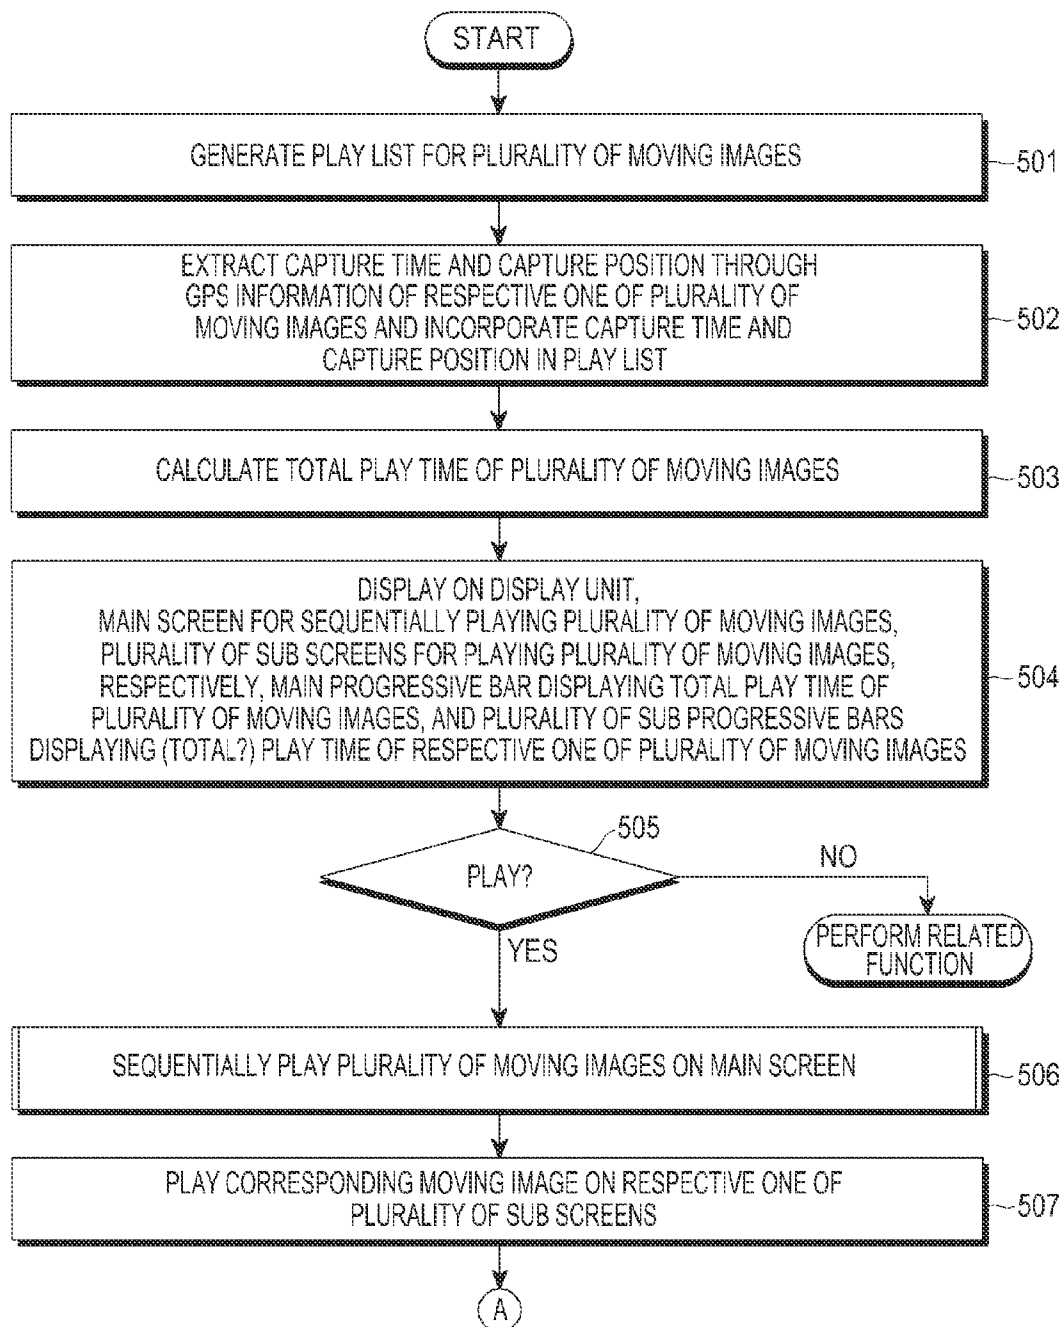 START
GENERATE PLAY LIST FOR PLURALITY OF MOVING IMAGES
501
EXTRACT CAPTURE TIME AND CAPTURE POSITION THROUGH
GPS INFORMATION OF RESPECTIVE ONE OF PLURALITY OF
MOVING IMAGES AND INCORPORATE CAPTURE TIME AND
CAPTURE POSITION IN PLAY LIST
502
CALCULATE TOTAL PLAY TIME OF PLURALITY OF MOVING IMAGES
503
DISPLAY ON DISPLAY UNIT,
MAIN SCREEN FOR SEQUENTIALLY PLAYING PLURALITY OF MOVING IMAGES,
PLURALITY OF SUB SCREENS FOR PLAYING PLURALITY OF MOVING IMAGES,
RESPECTIVELY, MAIN PROGRESSIVE BAR DISPLAYING TOTAL PLAY TIME OF
PLURALITY OF MOVING IMAGES, AND PLURALITY OF SUB PROGRESSIVE BARS
DISPLAYING (TOTAL?) PLAY TIME OF RESPECTIVE ONE OF PLURALITY OF MOVING IMAGES
504
505
PLAY?
NO
PERFORM RELATED
FUNCTION
YES
SEQUENTIALLY PLAY PLURALITY OF MOVING IMAGES ON MAIN SCREEN
506
PLAY CORRESPONDING MOVING IMAGE ON RESPECTIVE ONE OF
PLURALITY OF SUB SCREENS
507
A